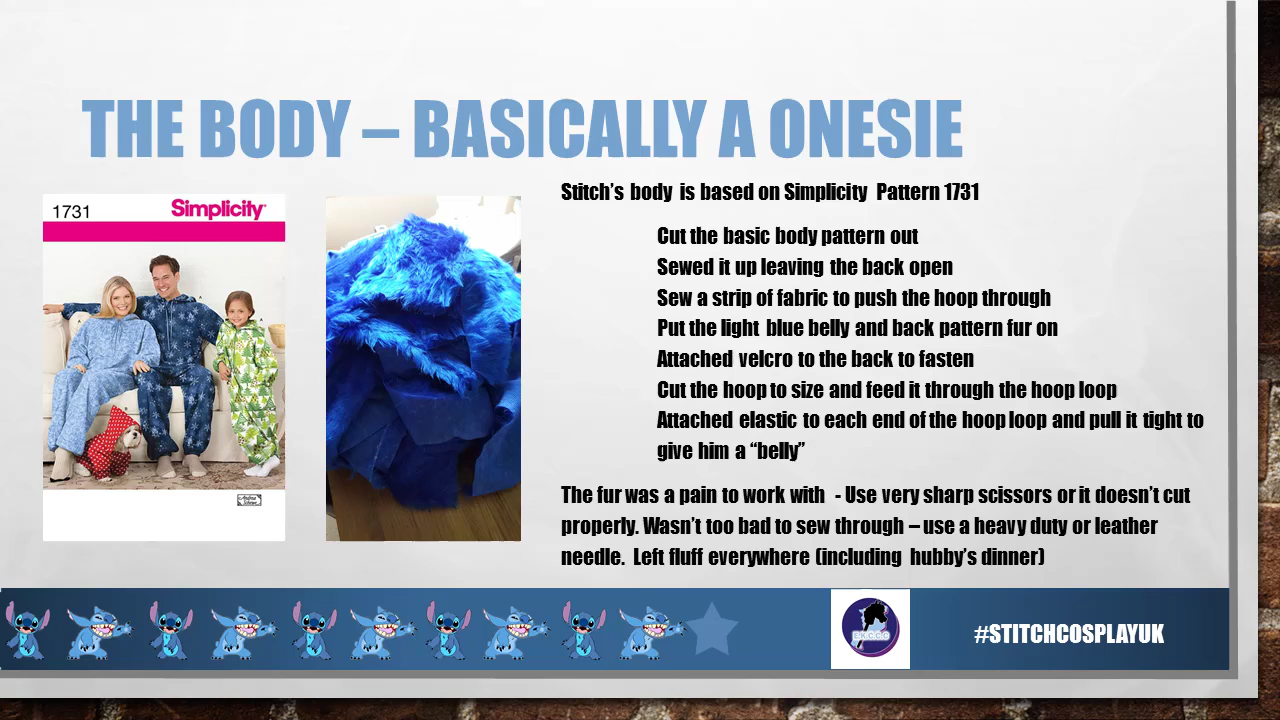 THE BODY – BASICALLY A ONESIE
1731
Simplicity
Stitch's body is based on Simplicity Pattern 1731
Cut the basic body pattern out
Sewed it up leaving the back open
Sew a strip of fabric to push the hoop through
Put the light blue belly and back pattern fur on
Attached velcro to the back to fasten
Cut the hoop to size and feed it through the hoop loop
Attached elastic to each end of the hoop loop and pull it tight to
give him a “belly”
The fur was a pain to work with - Use very sharp scissors or it doesn't cut
properly. Wasn't too bad to sew through – use a heavy duty or leather
needle. Left fluff everywhere (including hubby's dinner)
E.K.C.C.C
#STITCHCOSPLAYUK